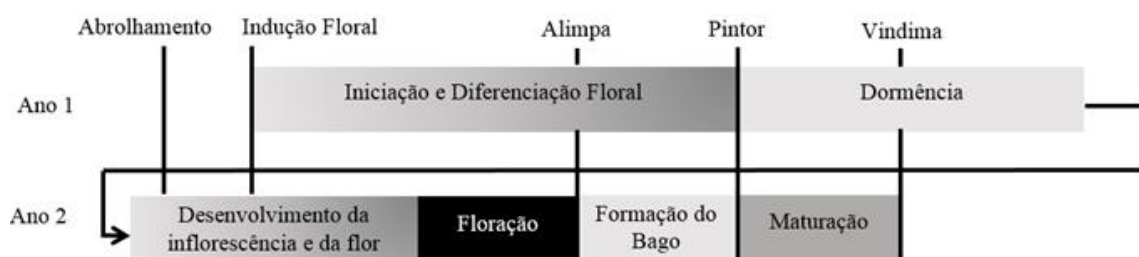 Abrolhamento
Indução Floral
Alimpa
Pintor
Vindima
Ano 1
Iniciação e Diferenciação Floral
Dormência
Ano 2
Desenvolvimento da
inflorescência e da flor
Floração
Formação do
Bago
Maturação